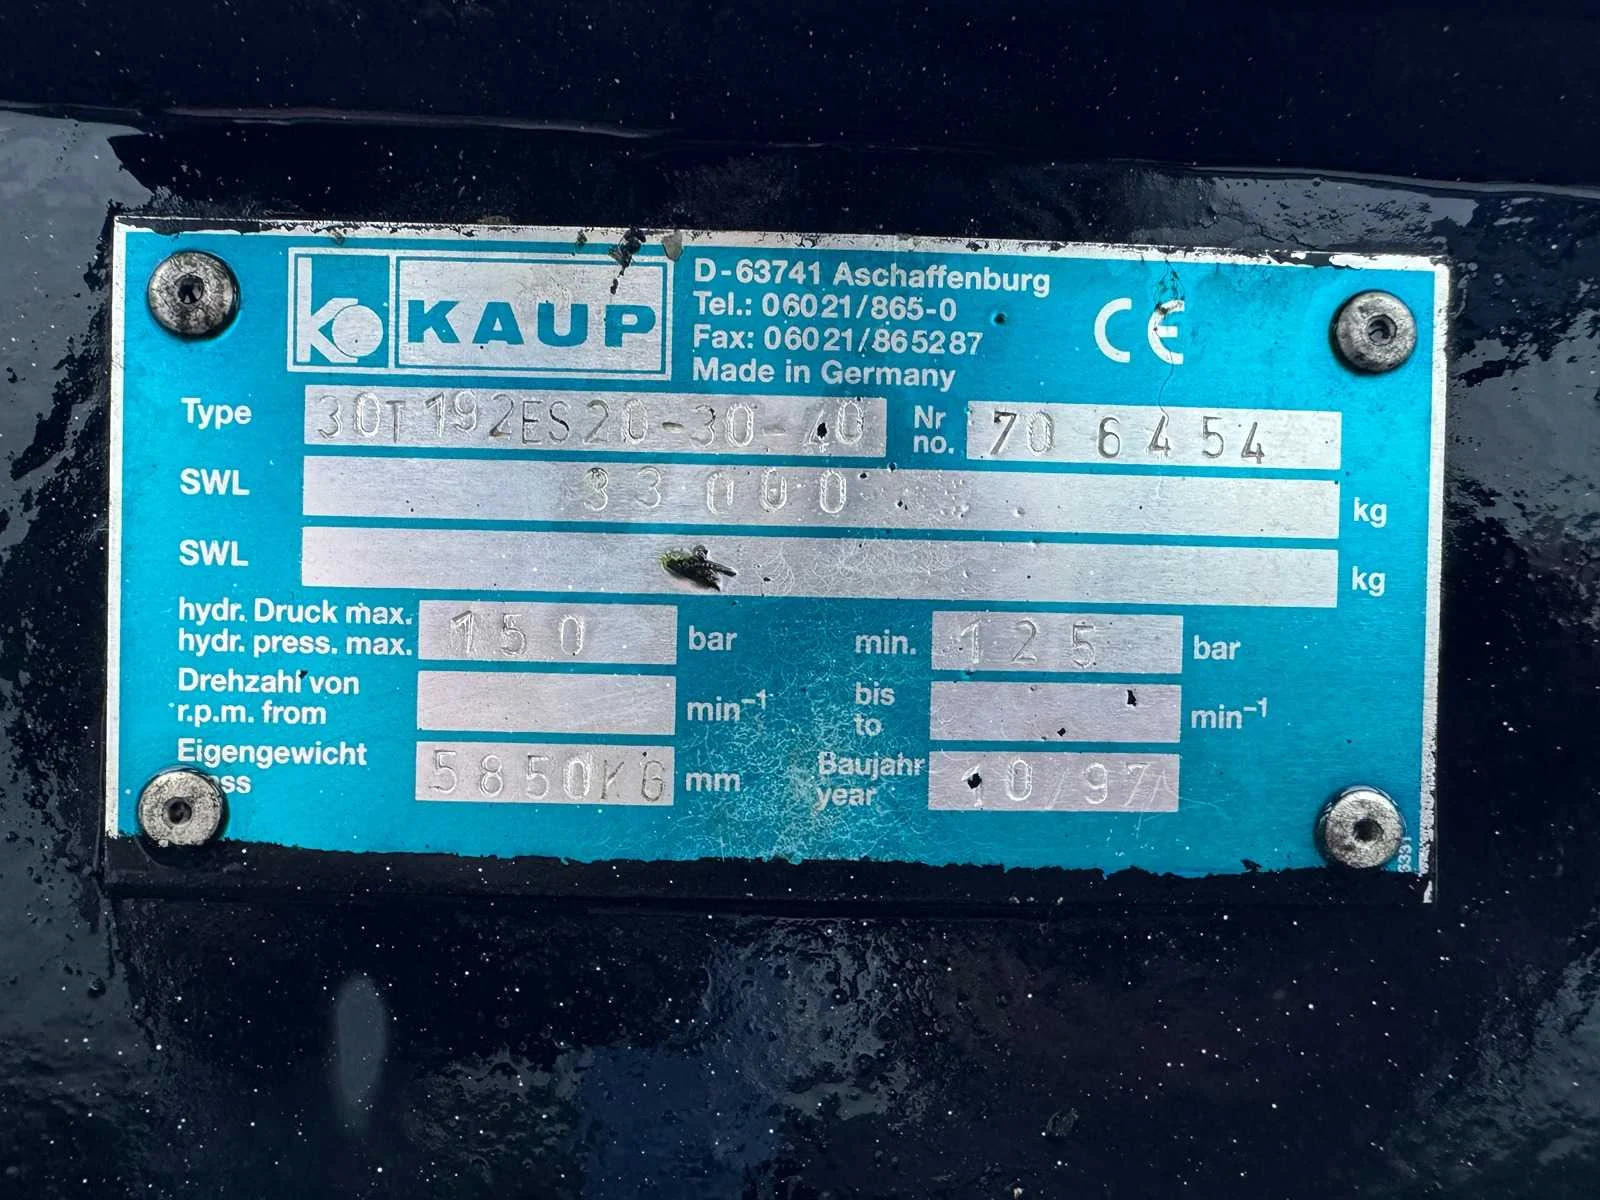 KAUP
D-63741 Aschaffenburg
Tel.: 06021/865-0
Fax: 06021/865287
Made in Germany
CE
Type 30T192ES20-30-40 Nr no. 706454
SWL 33000 kg
SWL kg
hydr. Druck max.
hydr. press. max. 150 bar min. 125 bar
Drehzahl von bis
r.p.m. from min⁻¹ to min⁻¹
Eigengewicht 5850KG mm Baujahr 10/97
year